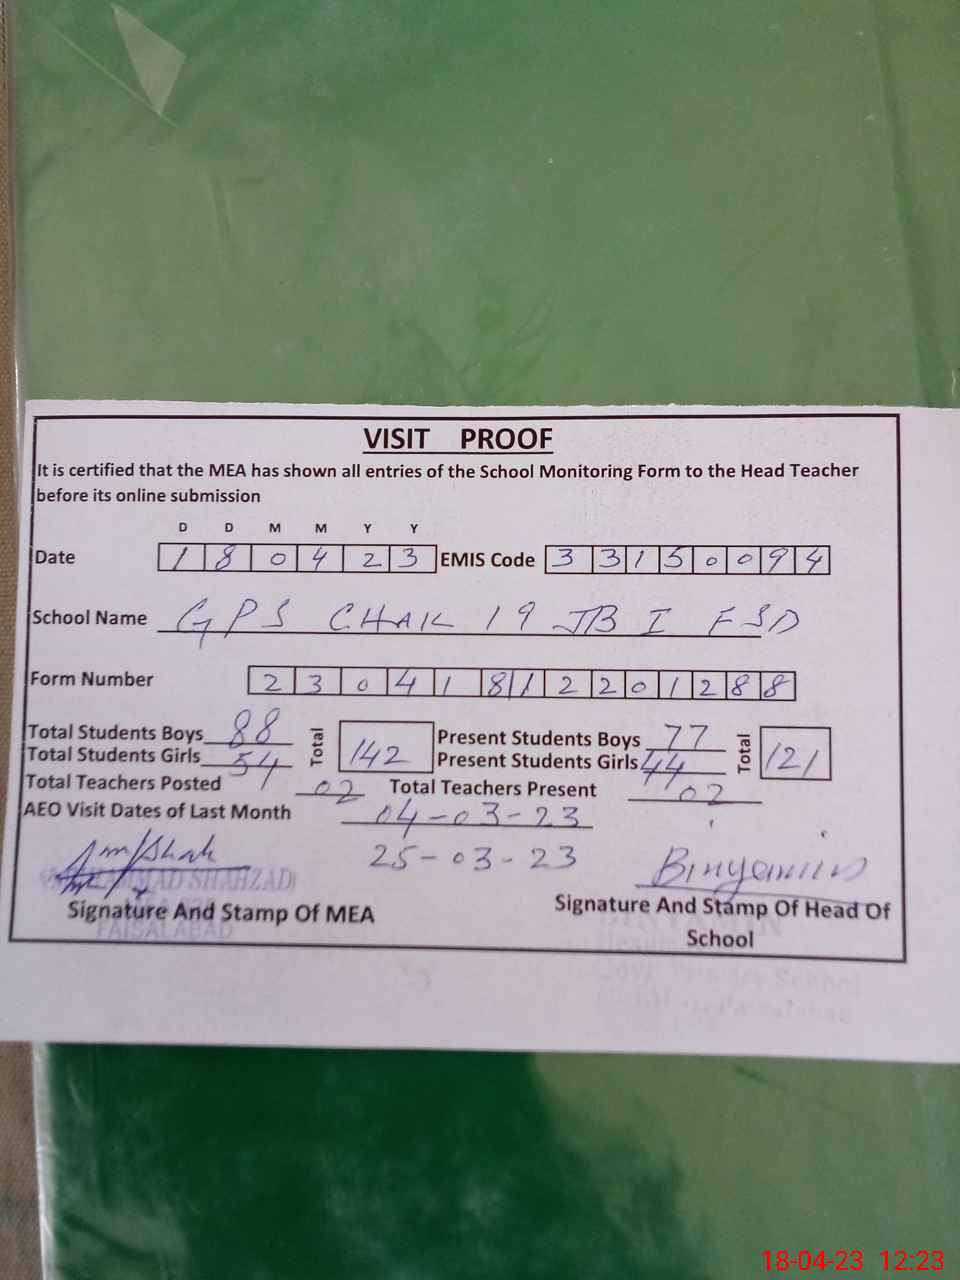 VISIT PROOF
It is certified that the MEA has shown all entries of the School Monitoring Form to the Head Teacher
before its online submission
D D M M Y Y
Date 1 8 0 4 2 3 EMIS Code 3 3 1 5 0 0 9 4
School Name GPS CHAK 19 JB I FSD
Form Number 2 3 0 4 1 8 1 2 2 0 1 2 8 8
Total Students Boys 88 Total 142 Present Students Boys 77 Total 121
Total Students Girls 54 Present Students Girls 44
Total Teachers Posted 02 Total Teachers Present 02
AEO Visit Dates of Last Month 04-03-23
25-03-23
Binyamin
SHAHZAD
Signature And Stamp Of MEA
FAISALABAD
Signature And Stamp Of Head Of
School
School
18-04-23 12:23